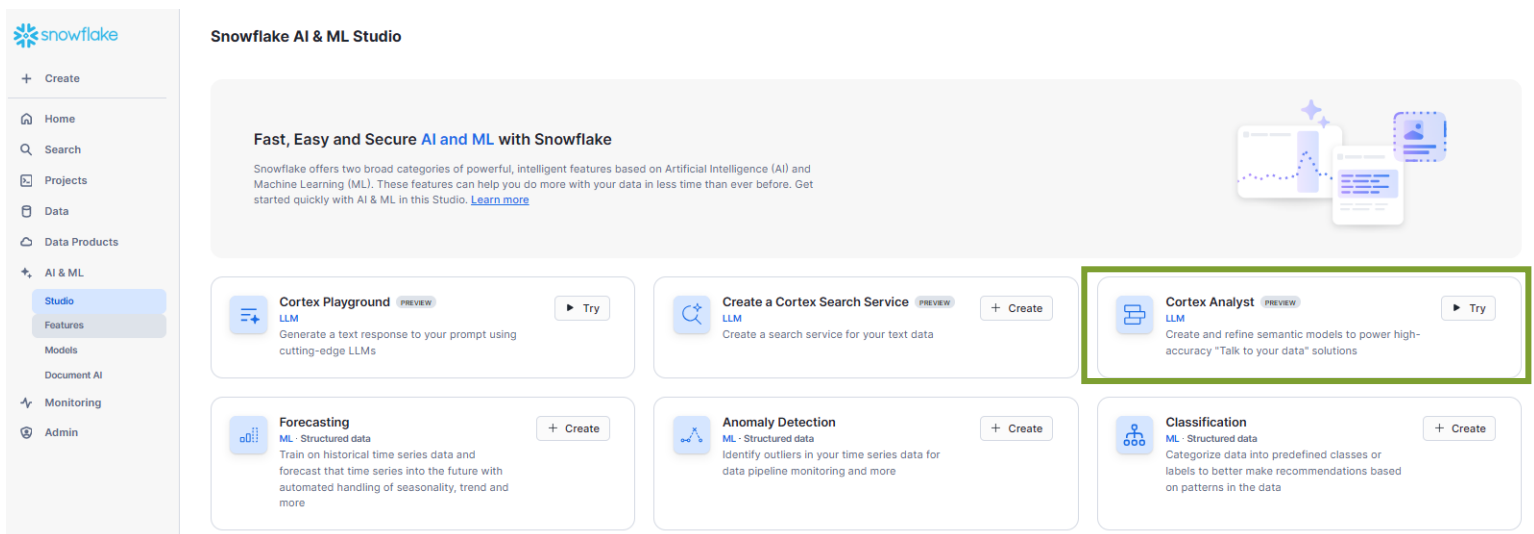 snowflake
Create
Home
Search
Projects
Data
Data Products
AI & ML
Studio
Features
Models
Document AI
Monitoring
Admin
Snowflake AI & ML Studio
Fast, Easy and Secure AI and ML with Snowflake
Snowflake offers two broad categories of powerful, intelligent features based on Artificial Intelligence (AI) and
Machine Learning (ML). These features can help you do more with your data in less time than ever before. Get
started quickly with AI & ML in this Studio. Learn more
Cortex Playground PREVIEW
Try
LLM
Generate a text response to your prompt using
cutting-edge LLMs
Create a Cortex Search Service PREVIEW
+ Create
LLM
Create a search service for your text data
Cortex Analyst PREVIEW
Try
LLM
Create and refine semantic models to power high-
accuracy "Talk to your data" solutions
Forecasting
+ Create
ML · Structured data
Train on historical time series data and
forecast that time series into the future with
automated handling of seasonality, trend and
more
Anomaly Detection
+ Create
ML · Structured data
Identify outliers in your time series data for
data pipeline monitoring and more
Classification
+ Create
ML · Structured data
Categorize data into predefined classes or
labels to better make recommendations based
on patterns in the data